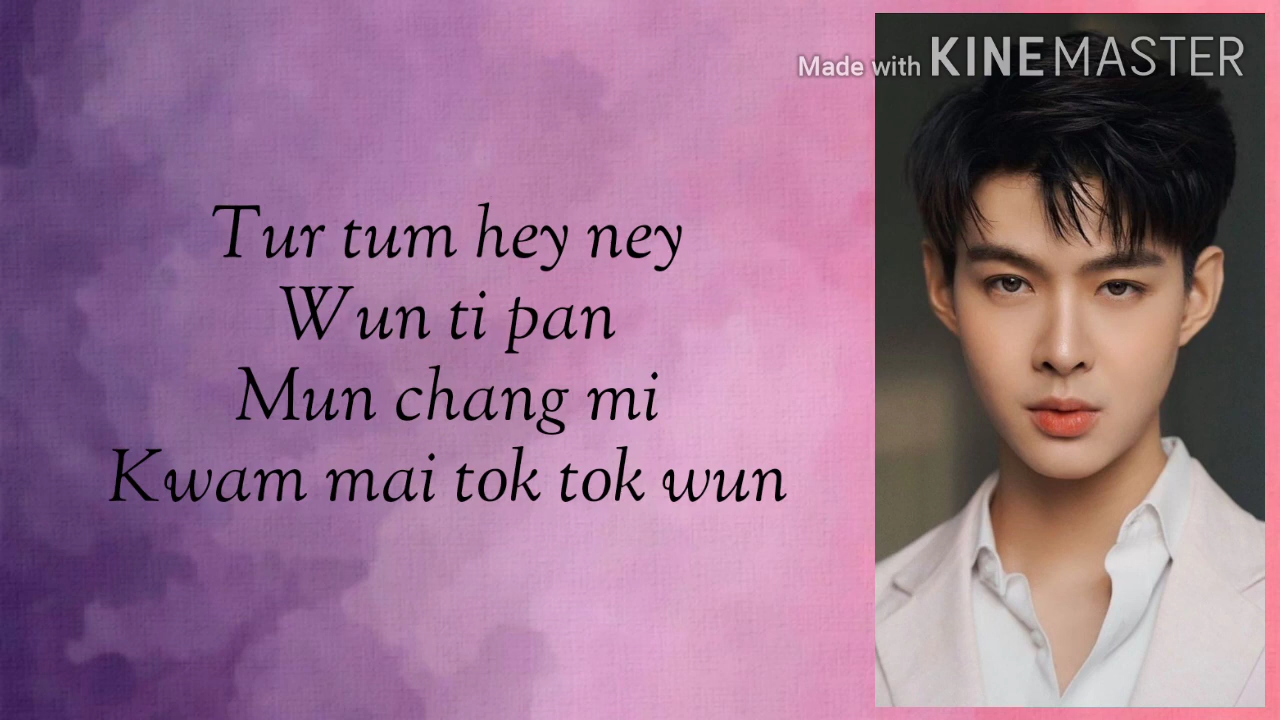 Made with KINEMASTER
Tur tum hey ney
Wun ti pan
Mun chang mi
Kwam mai tok tok wun